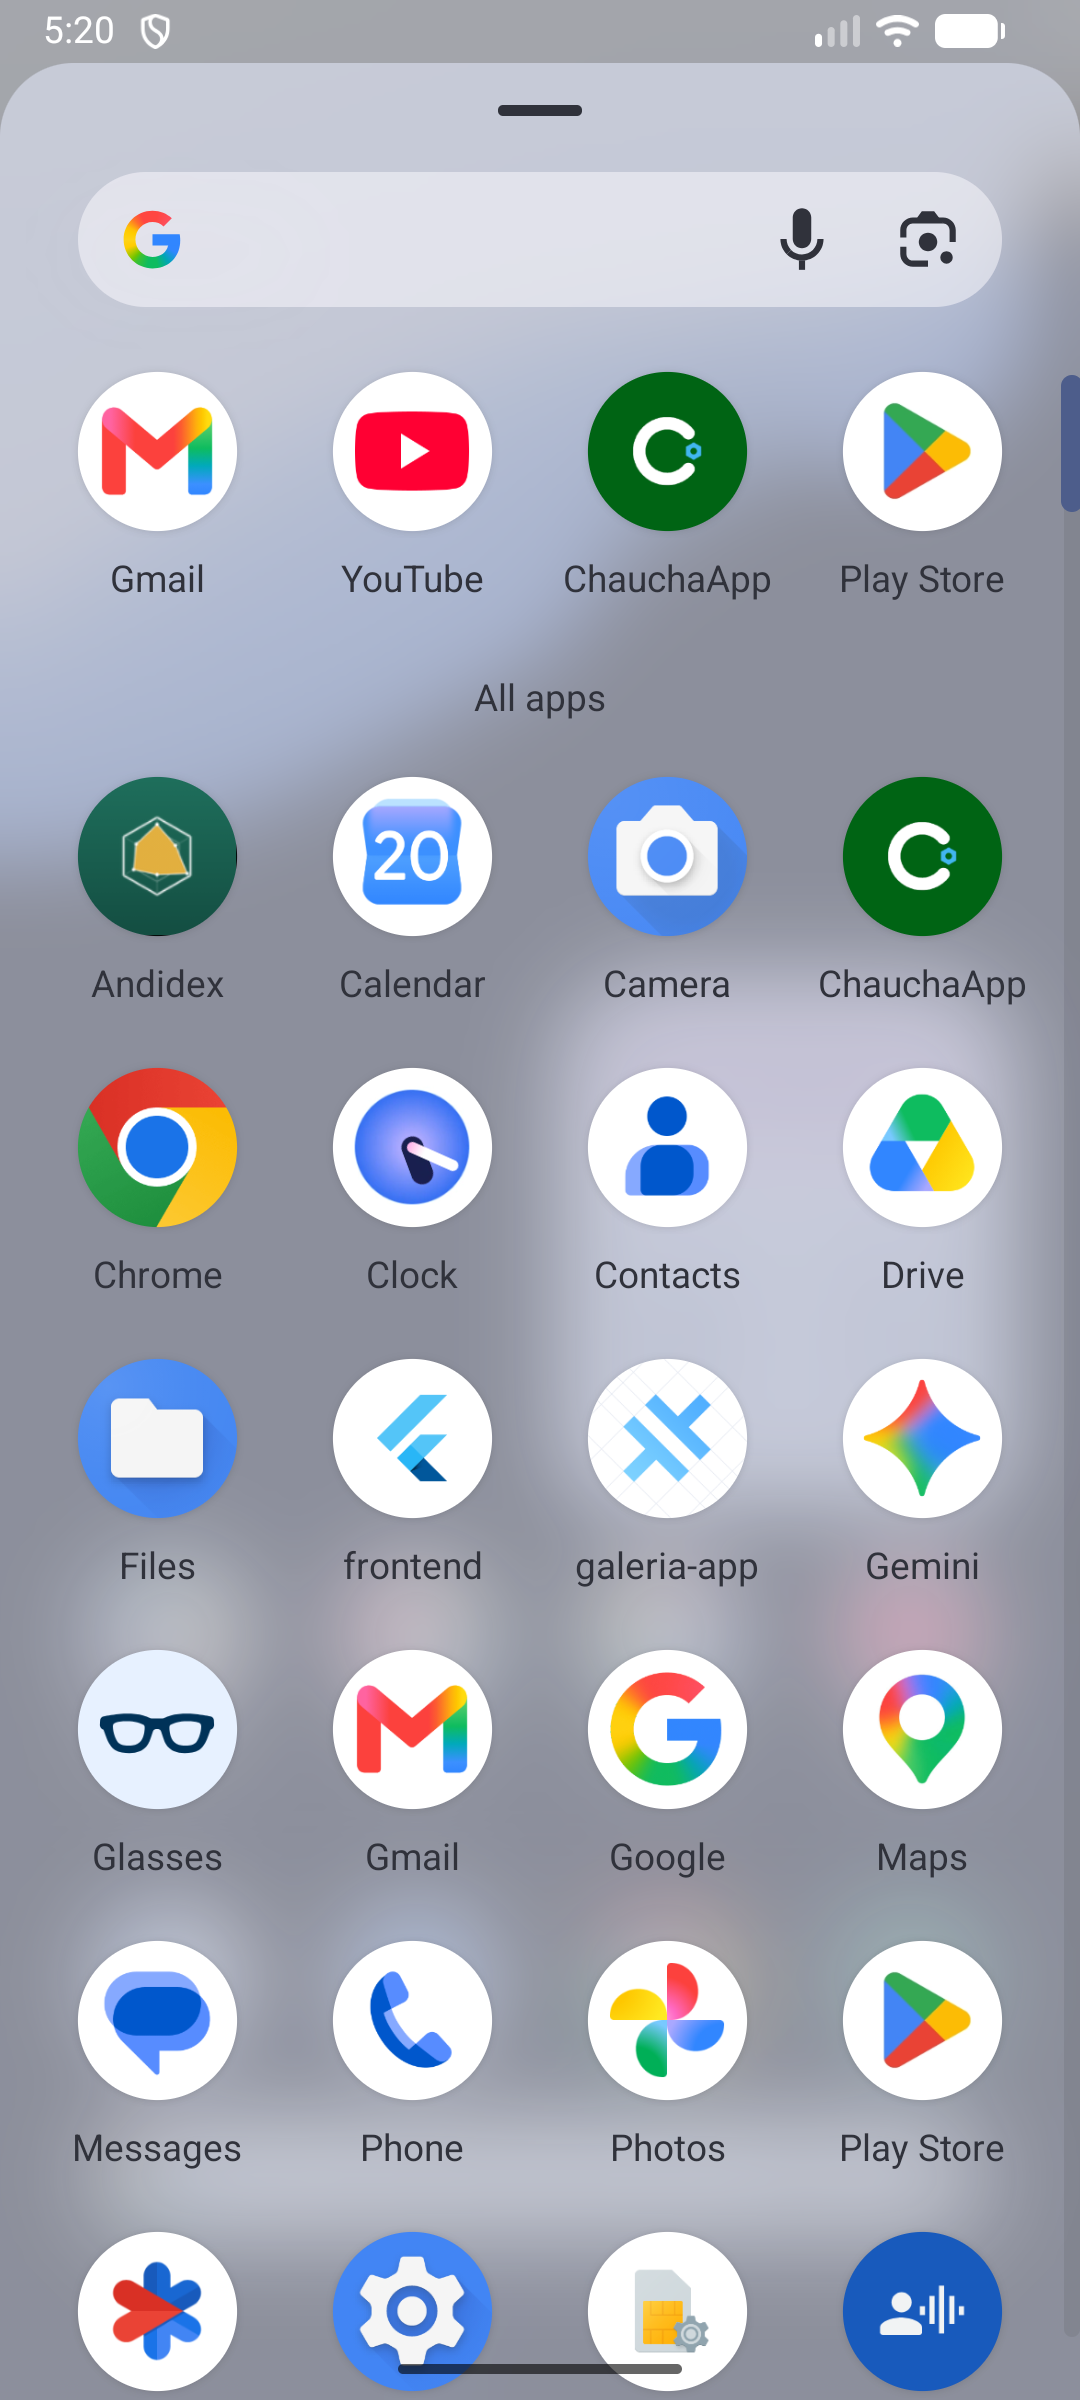 5:20
Gmail YouTube ChauchaApp Play Store
All apps
20
Andidex Calendar Camera ChauchaApp
Chrome Clock Contacts Drive
Files frontend galeria-app Gemini
Glasses Gmail Google Maps
Messages Phone Photos Play Store